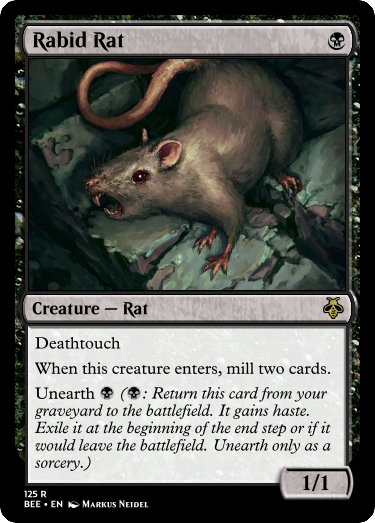 Rabid Rat
Creature — Rat
Deathtouch
When this creature enters, mill two cards.
Unearth (: Return this card from your
graveyard to the battlefield. It gains haste.
Exile it at the beginning of the end step or if it
would leave the battlefield. Unearth only as a
sorcery.)
1/1
125 R
BEE • EN Markus Neidel